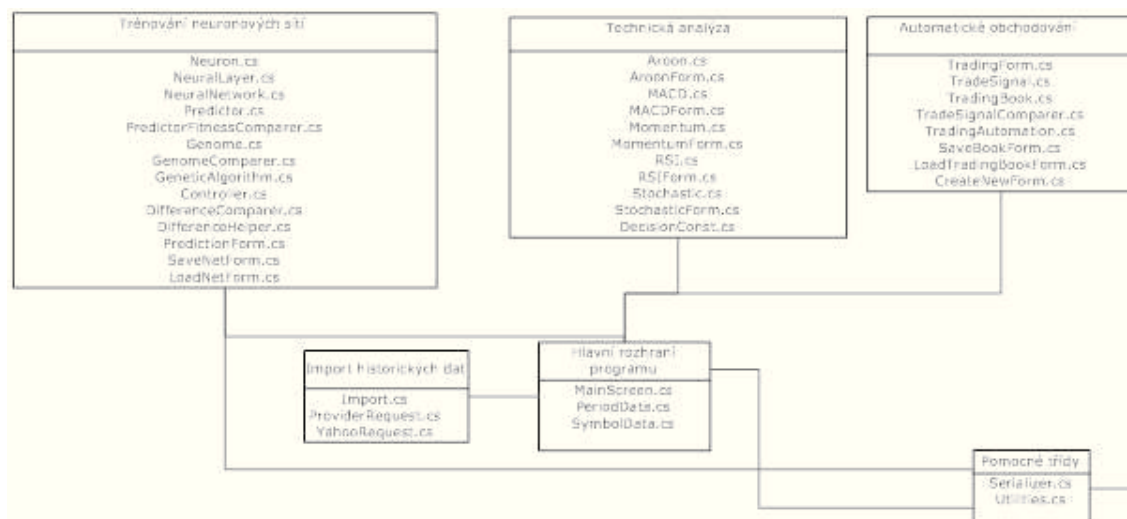 Trénování neuronových sítí
Neuron.cs
NeuralLayer.cs
NeuralNetwork.cs
Predictor.cs
PredictorFitnessComparer.cs
Genome.cs
GenomeComparer.cs
GeneticAlgorithm.cs
Controller.cs
DifferenceComparer.cs
DifferenceHelper.cs
PredictionForm.cs
SaveNetForm.cs
LoadNetForm.cs
Technická analýza
Aroon.cs
AroonForm.cs
MACD.cs
MACDForm.cs
Momentum.cs
MomentumForm.cs
RSI.cs
RSIForm.cs
Stochastic.cs
StochasticForm.cs
DecisionConst.cs
Automatické obchodování
TradingForm.cs
TradeSignal.cs
TradingBook.cs
TradeSignalComparer.cs
TradingAutomation.cs
SaveBookForm.cs
LoadTradingBookForm.cs
CreateNewForm.cs
Import historických dat
Import.cs
ProviderRequest.cs
YahooRequest.cs
Hlavní rozhraní
programu
MainScreen.cs
PeriodData.cs
SymbolData.cs
Pomocné třídy
Serializer.cs
Utilities.cs